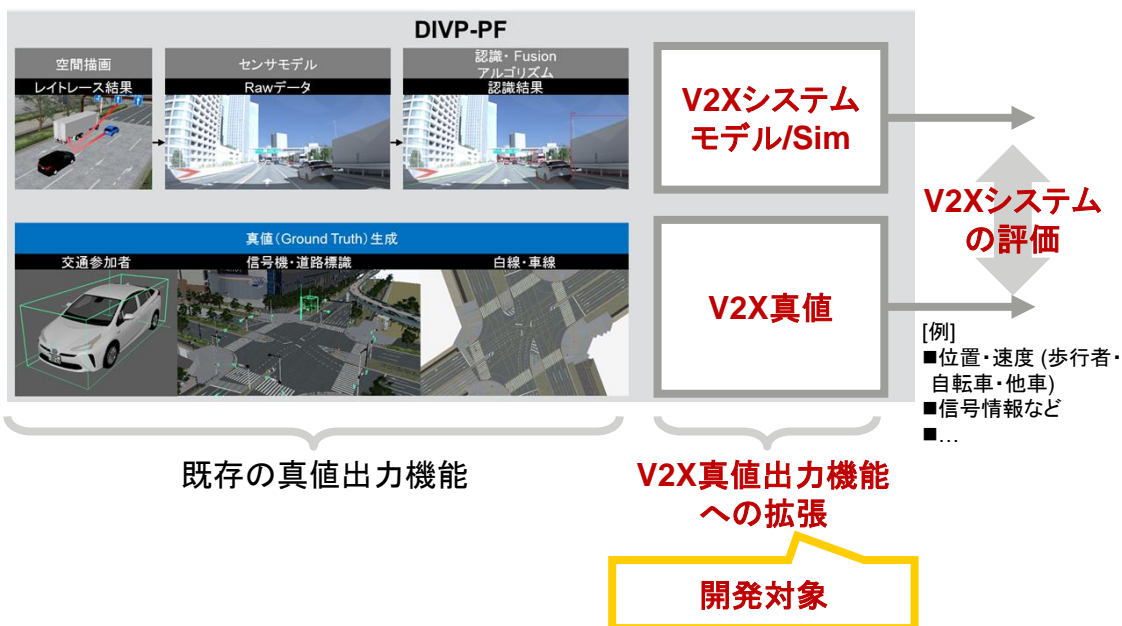 DIVP-PF
空間描画
レイトレース結果
センサモデル
Rawデータ
認識・Fusion
アルゴリズム
認識結果
V2Xシステム
モデル/Sim
真値(Ground Truth)生成
交通参加者
信号機・道路標識
白線・車線
V2X真値
V2Xシステム
の評価
[例]
■位置・速度 (歩行者・
自転車・他車)
■信号情報など
■…
既存の真値出力機能
V2X真値出力機能
への拡張
開発対象